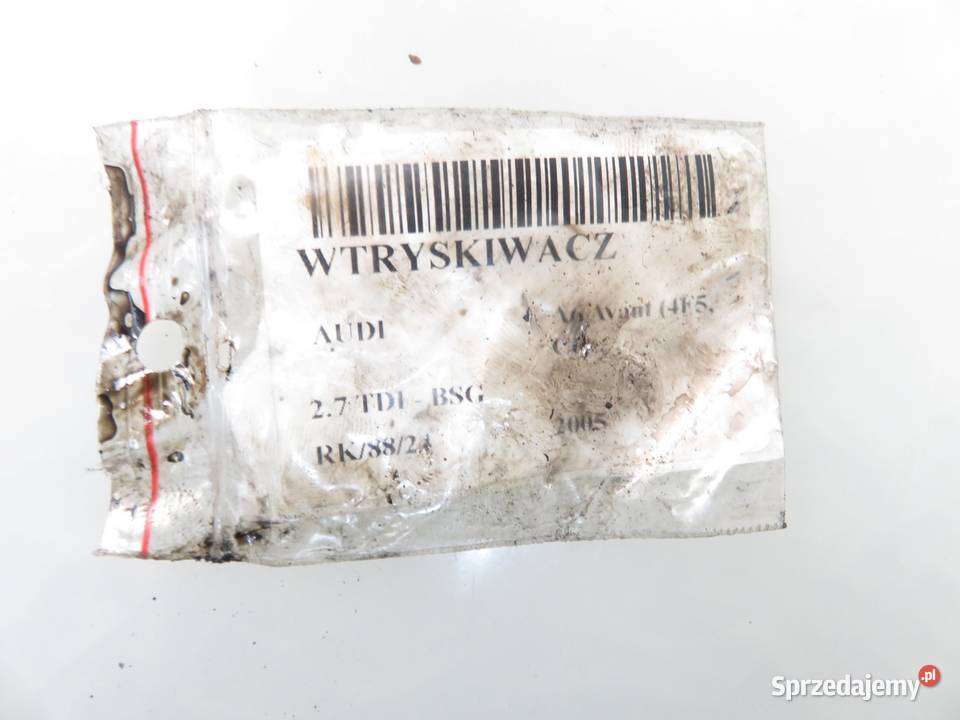 WTRYSKIWACZ
AUDI
A6 Avant (4F5,
2.7 TDI - BSG
2005
RK/88/24
Sprzedajemy.pl